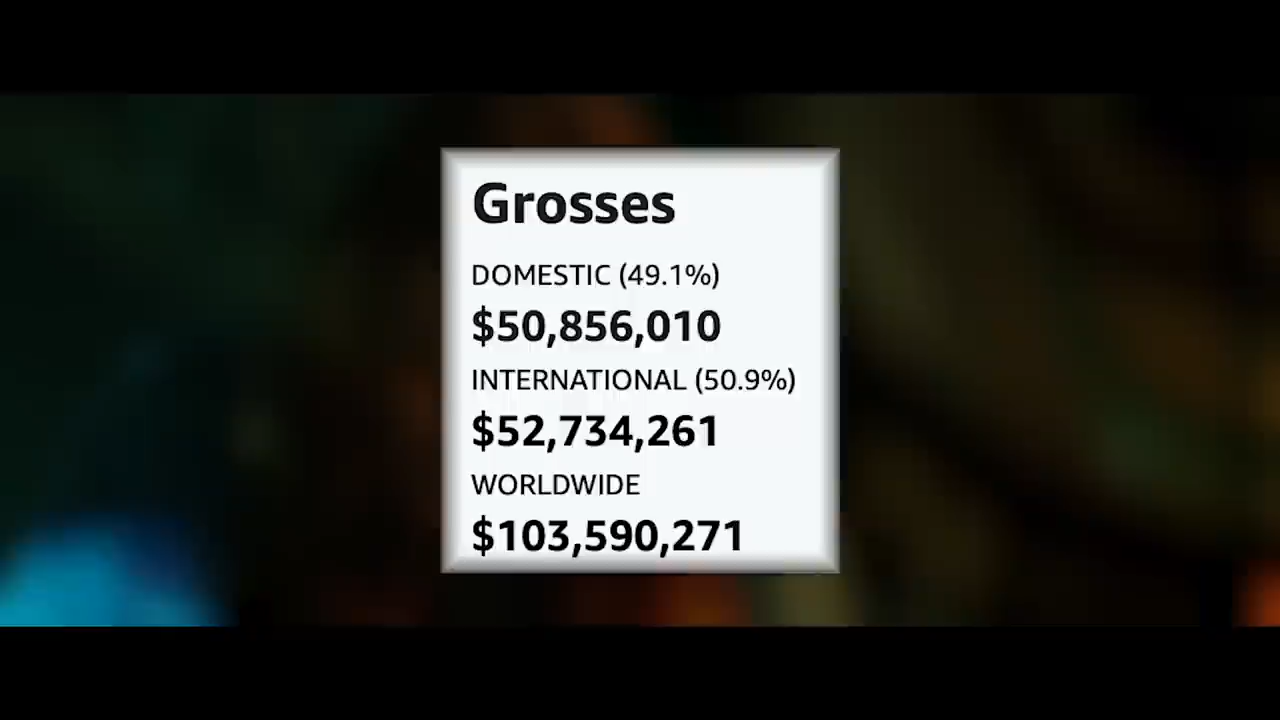 Grosses
DOMESTIC (49.1%)
$50,856,010
INTERNATIONAL (50.9%)
$52,734,261
WORLDWIDE
$103,590,271